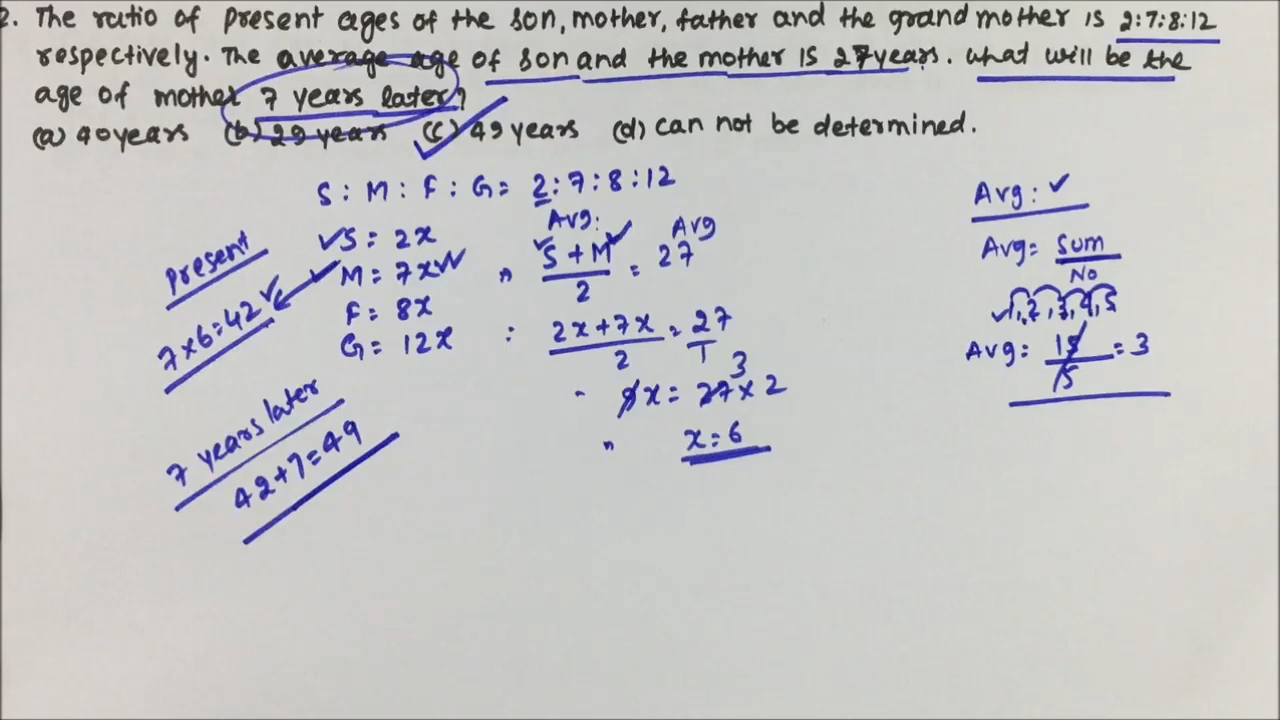 2. The ratio of present ages of the son, mother, father and the grand mother is 2:7:8:12
respectively. The average age of son and the mother is 27 years. what will be the
age of mother 7 years later?
(a) 40 years (b) 29 years (c) 49 years (d) can not be determined.
S : M : F : G = 2:7:8:12
Present
7×6=42
7 years later
42+7=49
S = 2x
M = 7x
F = 8x
G = 12x
Avg: Avg
S+M/2 = 27
: 2x+7x/2 = 27/1
9x = 27×2
3
x=6
Avg:
Avg= Sum/No
1,2,3,4,5
Avg= 15/5 = 3